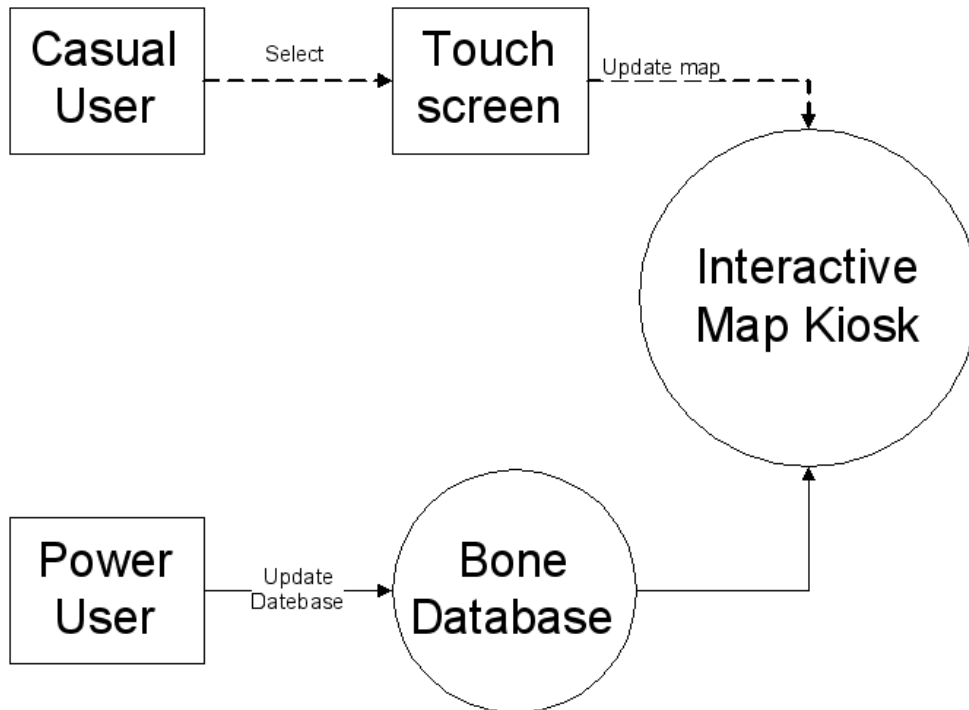 Casual
User
Select
Touch
screen
Update map
Interactive
Map Kiosk
Power
User
Update
Datebase
Bone
Database